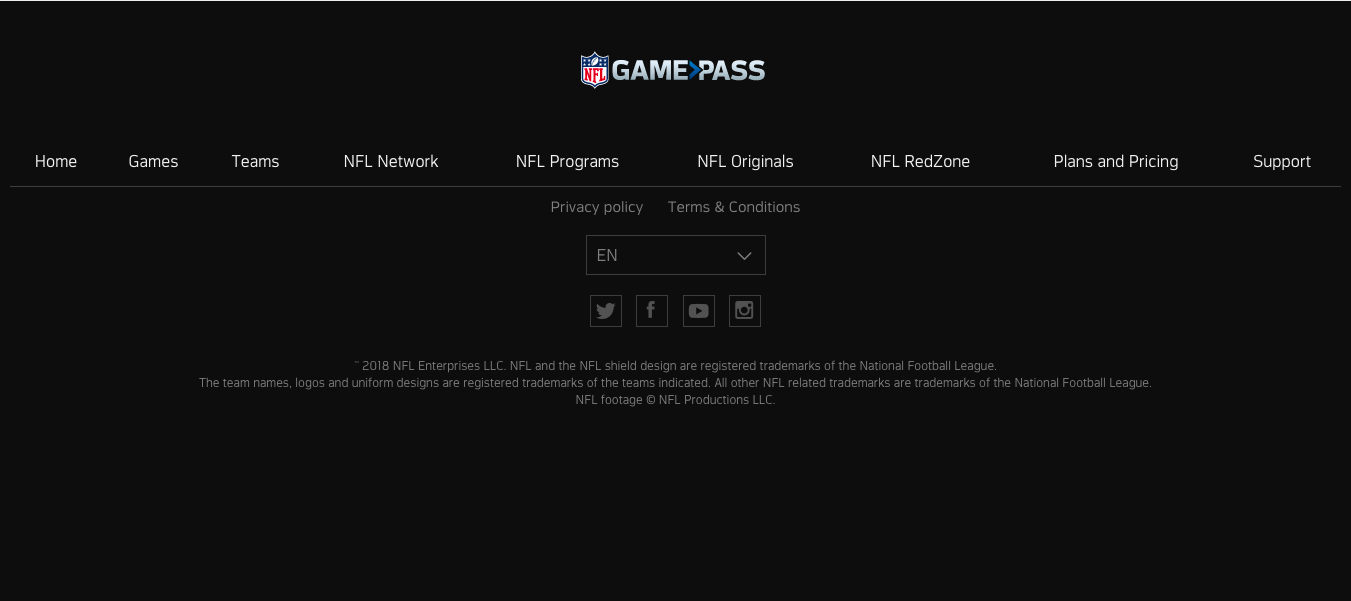 NFL GAME PASS
Home Games Teams NFL Network NFL Programs NFL Originals NFL RedZone Plans and Pricing Support
Privacy policy Terms & Conditions
EN
™ 2018 NFL Enterprises LLC. NFL and the NFL shield design are registered trademarks of the National Football League.
The team names, logos and uniform designs are registered trademarks of the teams indicated. All other NFL related trademarks are trademarks of the National Football League.
NFL footage © NFL Productions LLC.